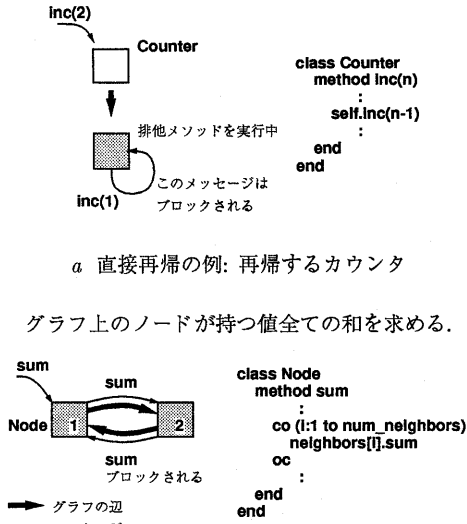 inc(2)
Counter
class Counter
method inc(n)
:
self.inc(n-1)
:
end
end
排他メソッドを実行中
このメッセージは
ブロックされる
inc(1)
a 直接再帰の例: 再帰するカウンタ
グラフ上のノードが持つ値全ての和を求める.
sum
sum
Node 1 2
sum
ブロックされる
グラフの辺
class Node
method sum
:
co (i:1 to num_neighbors)
neighbors[i].sum
oc
:
end
end